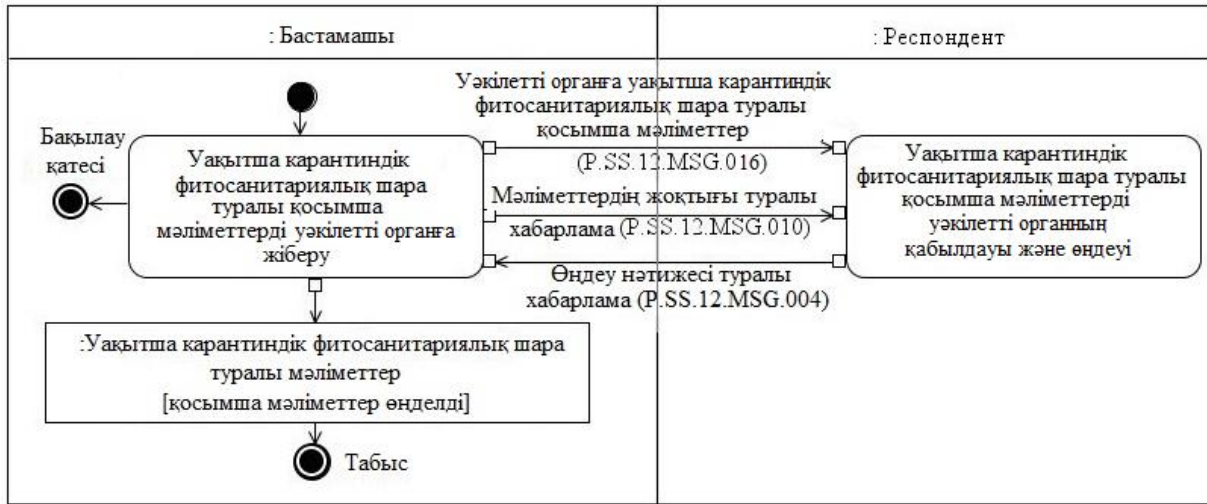 : Бастамашы
: Респондент
Уәкілетті органға уақытша карантиндік
фитосанитариялық шара туралы
қосымша мәліметтер
(P.SS.12.MSG.016)
Бақылау
қатесі
Уақытша карантиндік
фитосанитариялық шара
туралы қосымша
мәліметтерді уәкілетті органға
жіберу
Мәліметтердің жоқтығы туралы
хабарлама (P.SS.12.MSG.010)
Өңдеу нәтижесі туралы
хабарлама (P.SS.12.MSG.004)
Уақытша карантиндік
фитосанитариялық шара туралы
қосымша мәліметтерді
уәкілетті органның
қабылдауы және өңдеуі
:Уақытша карантиндік фитосанитариялық шара
туралы мәліметтер
[қосымша мәліметтер өңделді]
Табыс